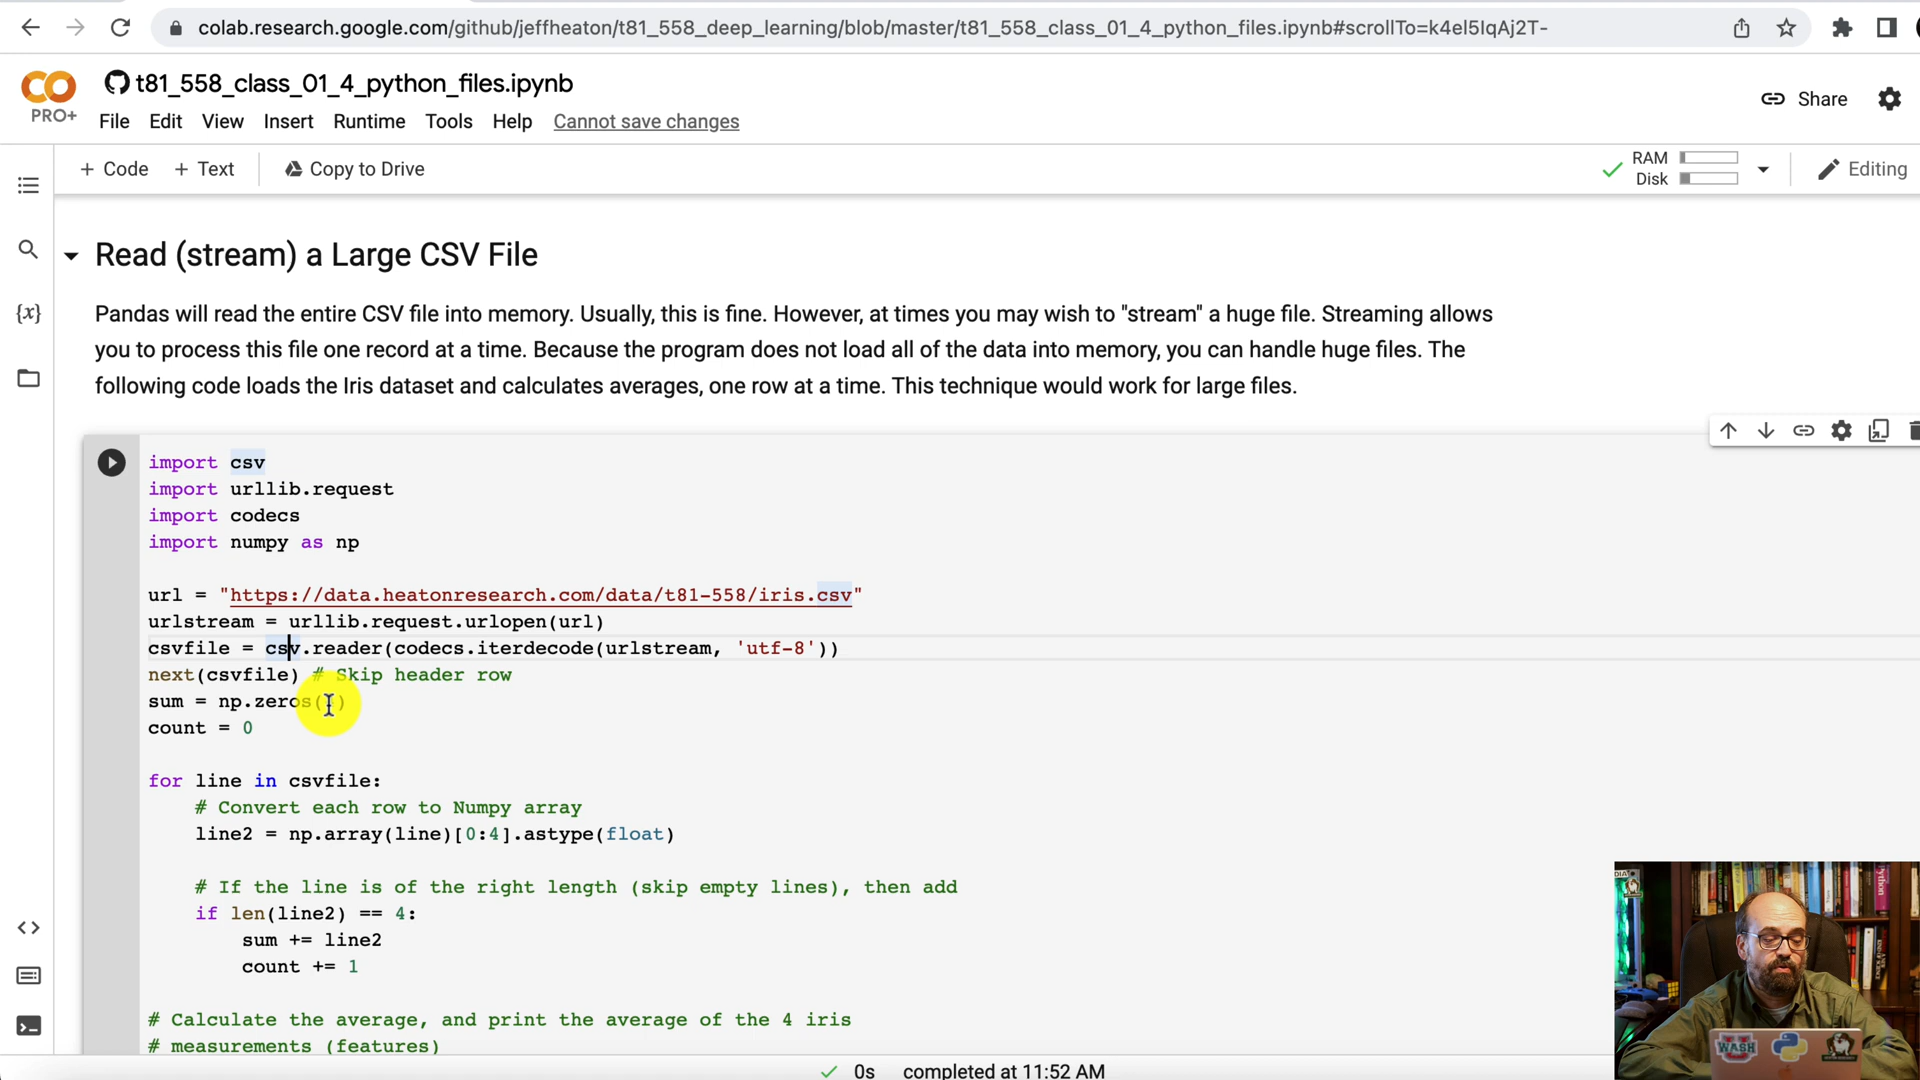 colab.research.google.com/github/jeffheaton/t81_558_deep_learning/blob/master/t81_558_class_01_4_python_files.ipynb#scrollTo=k4el5IqAj2T-
CO
PRO+
t81_558_class_01_4_python_files.ipynb
File Edit View Insert Runtime Tools Help Cannot save changes
Share
+ Code + Text Copy to Drive
RAM
Disk
Editing
{x}
Read (stream) a Large CSV File
Pandas will read the entire CSV file into memory. Usually, this is fine. However, at times you may wish to "stream" a huge file. Streaming allows
you to process this file one record at a time. Because the program does not load all of the data into memory, you can handle huge files. The
following code loads the Iris dataset and calculates averages, one row at a time. This technique would work for large files.
import csv
import urllib.request
import codecs
import numpy as np
url = "https://data.heatonresearch.com/data/t81-558/iris.csv"
urlstream = urllib.request.urlopen(url)
csvfile = csv.reader(codecs.iterdecode(urlstream, 'utf-8'))
next(csvfile) # Skip header row
sum = np.zeros( )
count = 0
for line in csvfile:
# Convert each row to Numpy array
line2 = np.array(line)[0:4].astype(float)
# If the line is of the right length (skip empty lines), then add
if len(line2) == 4:
sum += line2
count += 1
# Calculate the average, and print the average of the 4 iris
# measurements (features)
0s completed at 11:52 AM
WASH